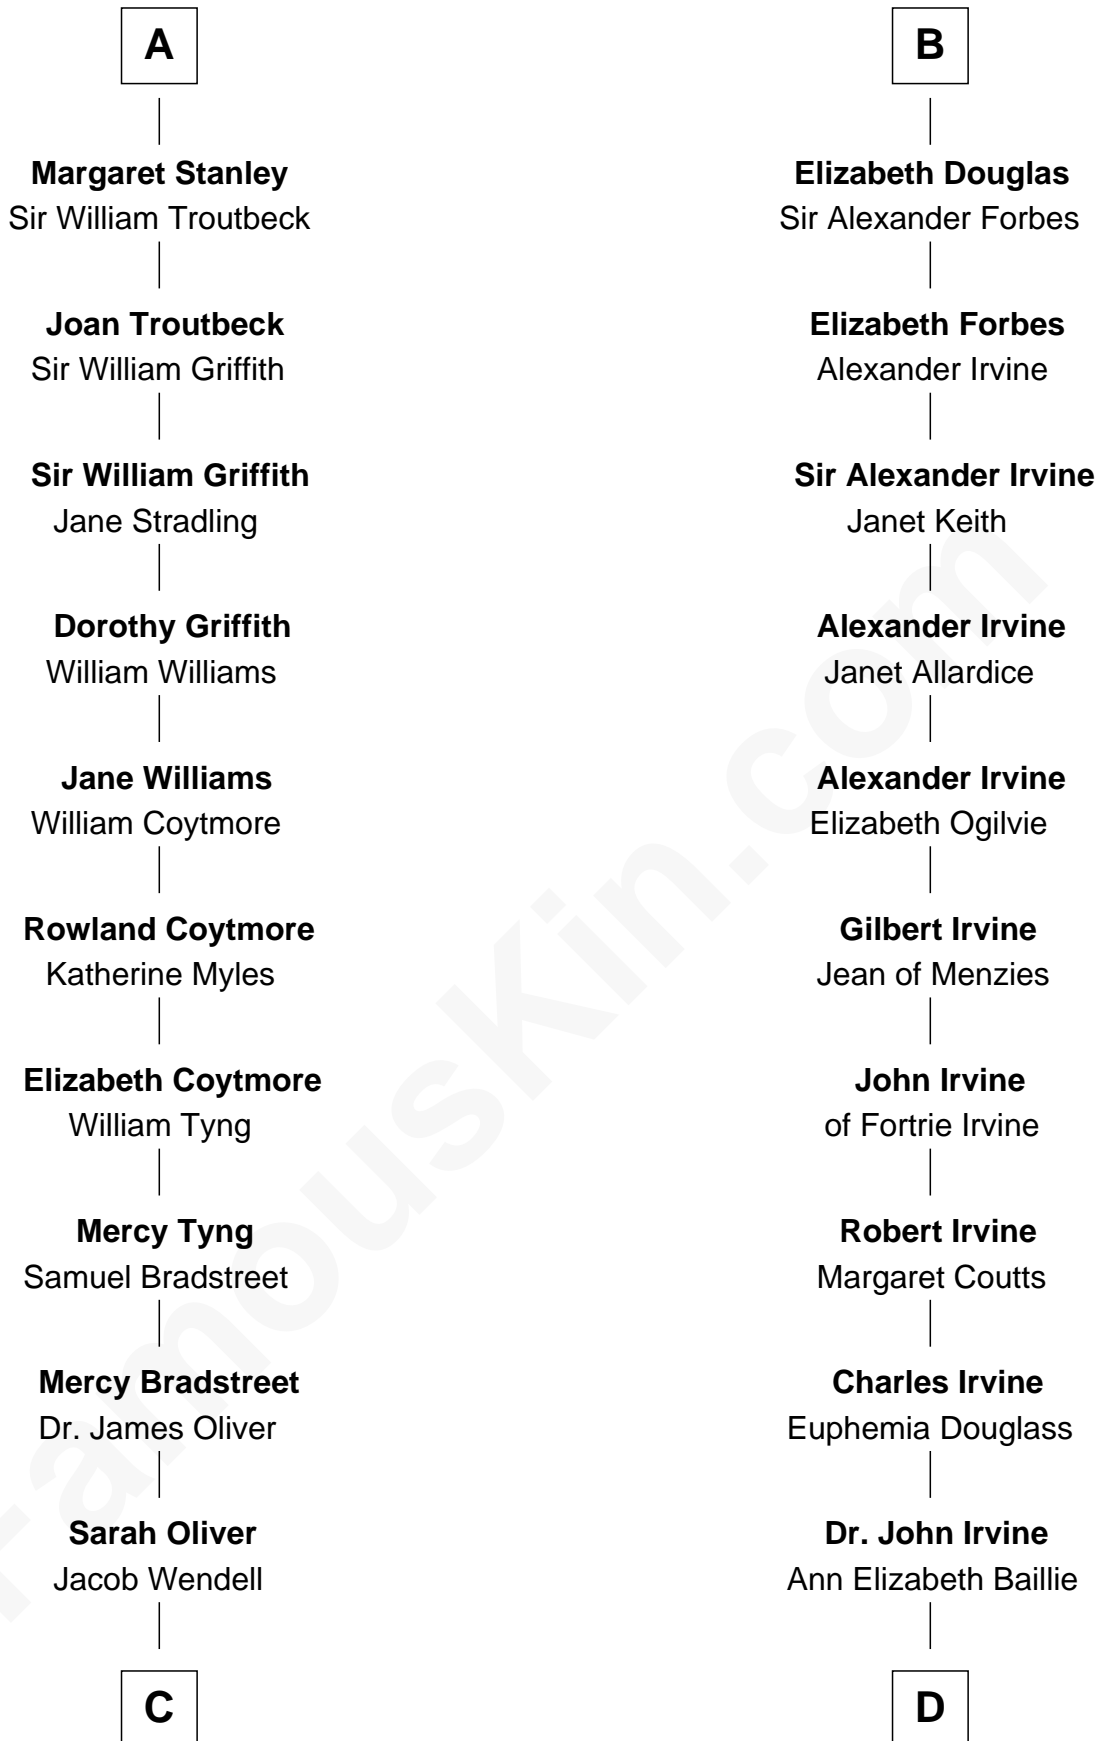 A
Margaret Stanley
Sir William Troutbeck
Joan Troutbeck
Sir William Griffith
Sir William Griffith
Jane Stradling
Dorothy Griffith
William Williams
Jane Williams
William Coytmore
Rowland Coytmore
Katherine Myles
Elizabeth Coytmore
William Tyng
Mercy Tyng
Samuel Bradstreet
Mercy Bradstreet
Dr. James Oliver
Sarah Oliver
Jacob Wendell
C
B
Elizabeth Douglas
Sir Alexander Forbes
Elizabeth Forbes
Alexander Irvine
Sir Alexander Irvine
Janet Keith
Alexander Irvine
Janet Allardice
Alexander Irvine
Elizabeth Ogilvie
Gilbert Irvine
Jean of Menzies
John Irvine
of Fortrie Irvine
Robert Irvine
Margaret Coutts
Charles Irvine
Euphemia Douglass
Dr. John Irvine
Ann Elizabeth Baillie
D
FamousKin.com